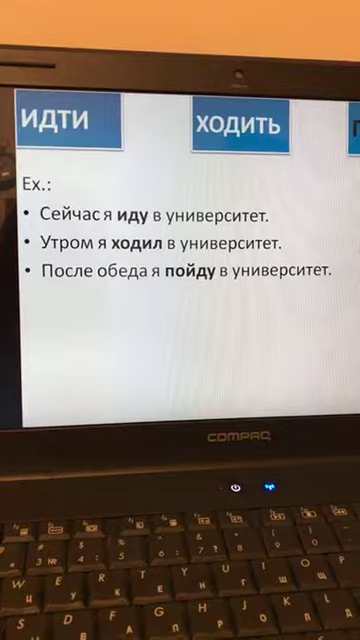 ИДТИ
ХОДИТЬ
Ex.:
• Сейчас я иду в университет.
• Утром я ходил в университет.
• После обеда я пойду в университет.
COMPAQ